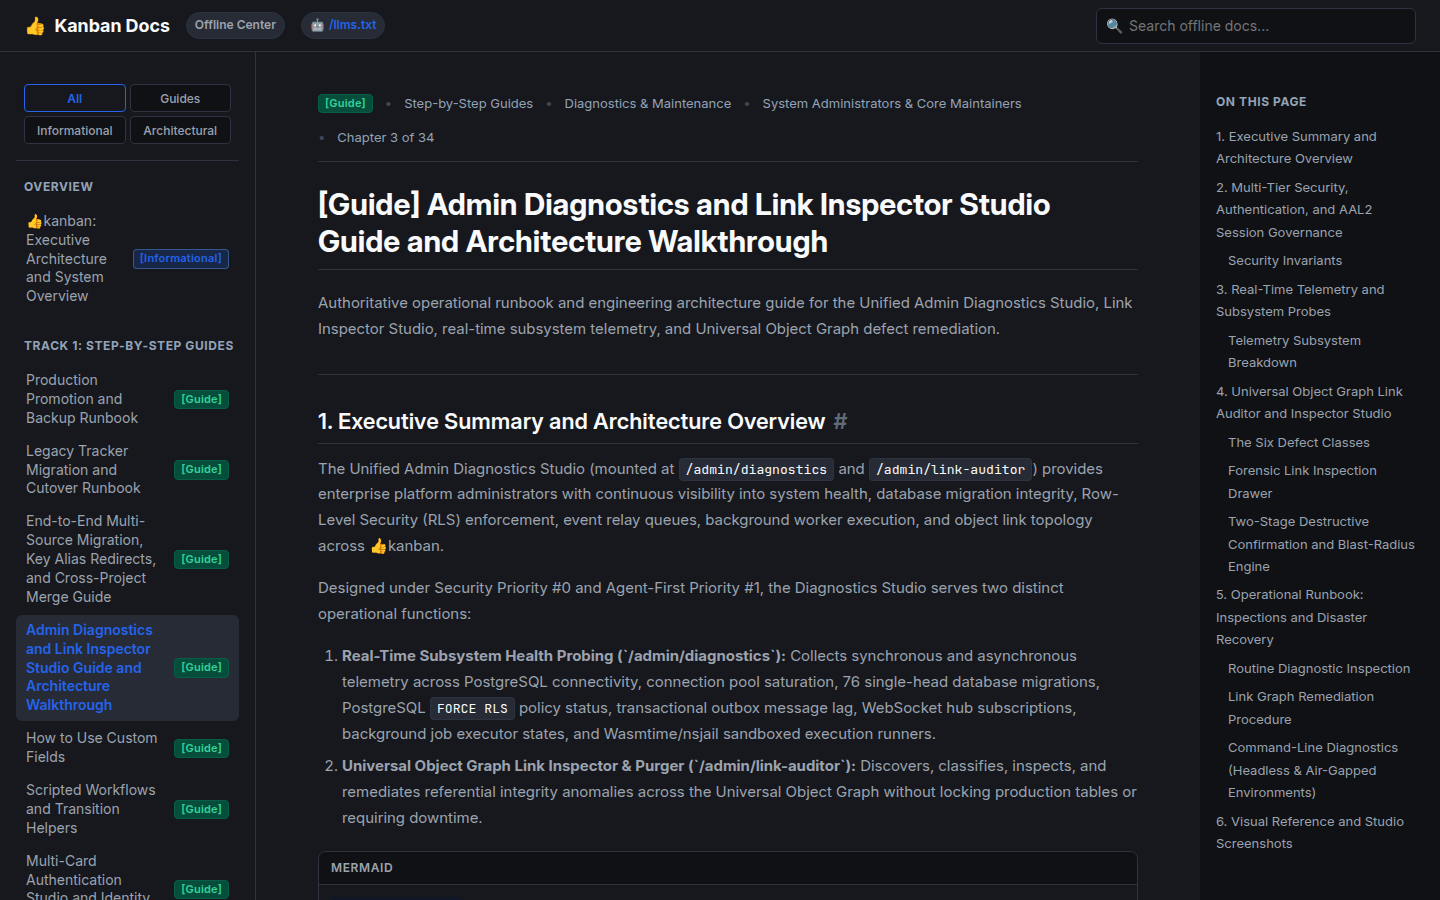 👍 Kanban Docs
Offline Center
🤖 /llms.txt
🔍 Search offline docs...
All
Guides
Informational
Architectural
OVERVIEW
👍kanban:
Executive
Architecture
and System
Overview
[Informational]
TRACK 1: STEP-BY-STEP GUIDES
Production
Promotion and
Backup Runbook
[Guide]
Legacy Tracker
Migration and
Cutover Runbook
[Guide]
End-to-End Multi-
Source Migration,
Key Alias Redirects,
and Cross-Project
Merge Guide
[Guide]
Admin Diagnostics
and Link Inspector
Studio Guide and
Architecture
Walkthrough
[Guide]
How to Use Custom
Fields
[Guide]
Scripted Workflows
and Transition
Helpers
[Guide]
Multi-Card
Authentication
Studio and Identity
[Guide]
[Guide] • Step-by-Step Guides • Diagnostics & Maintenance • System Administrators & Core Maintainers
• Chapter 3 of 34
[Guide] Admin Diagnostics and Link Inspector Studio
Guide and Architecture Walkthrough
Authoritative operational runbook and engineering architecture guide for the Unified Admin Diagnostics Studio, Link
Inspector Studio, real-time subsystem telemetry, and Universal Object Graph defect remediation.
1. Executive Summary and Architecture Overview #
The Unified Admin Diagnostics Studio (mounted at /admin/diagnostics and /admin/link-auditor) provides
enterprise platform administrators with continuous visibility into system health, database migration integrity, Row-
Level Security (RLS) enforcement, event relay queues, background worker execution, and object link topology
across 👍kanban.
Designed under Security Priority #0 and Agent-First Priority #1, the Diagnostics Studio serves two distinct
operational functions:
1. Real-Time Subsystem Health Probing (`/admin/diagnostics`): Collects synchronous and asynchronous
telemetry across PostgreSQL connectivity, connection pool saturation, 76 single-head database migrations,
PostgreSQL FORCE RLS policy status, transactional outbox message lag, WebSocket hub subscriptions,
background job executor states, and Wasmtime/nsjail sandboxed execution runners.
2. Universal Object Graph Link Inspector & Purger (`/admin/link-auditor`): Discovers, classifies, inspects, and
remediates referential integrity anomalies across the Universal Object Graph without locking production tables or
requiring downtime.
MERMAID
ON THIS PAGE
1. Executive Summary and
Architecture Overview
2. Multi-Tier Security,
Authentication, and AAL2
Session Governance
Security Invariants
3. Real-Time Telemetry and
Subsystem Probes
Telemetry Subsystem
Breakdown
4. Universal Object Graph Link
Auditor and Inspector Studio
The Six Defect Classes
Forensic Link Inspection
Drawer
Two-Stage Destructive
Confirmation and Blast-Radius
Engine
5. Operational Runbook:
Inspections and Disaster
Recovery
Routine Diagnostic Inspection
Link Graph Remediation
Procedure
Command-Line Diagnostics
(Headless & Air-Gapped
Environments)
6. Visual Reference and Studio
Screenshots